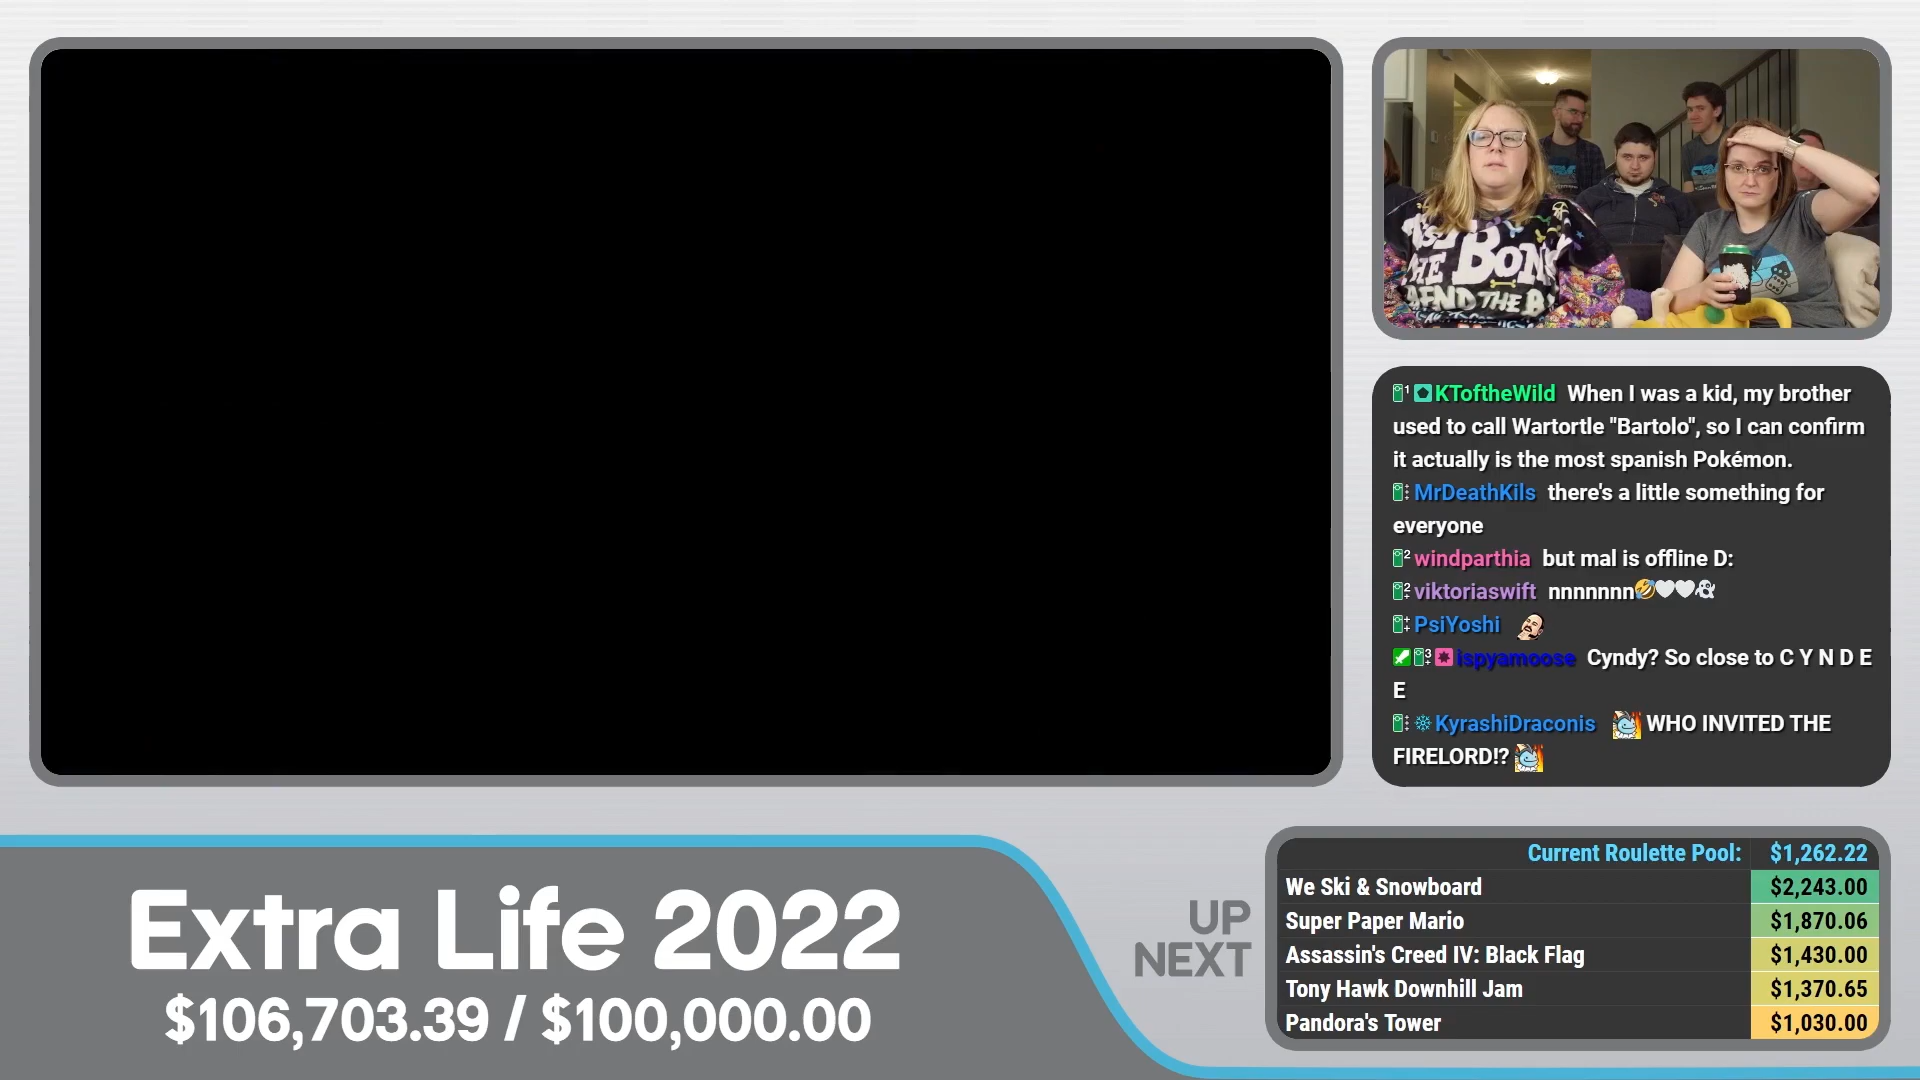 THE BON
KToftheWild When I was a kid, my brother
used to call Wartortle "Bartolo", so I can confirm
it actually is the most spanish Pokémon.
MrDeathKils there's a little something for
everyone
windparthia but mal is offline D:
viktoriaswift nnnnnnn🤣🤍🤍👻
PsiYoshi
ispyamoose Cyndy? So close to C Y N D E
E
KyrashiDraconis WHO INVITED THE
FIRELORD!?
Extra Life 2022
$106,703.39 / $100,000.00
UP
NEXT
Current Roulette Pool: $1,262.22
We Ski & Snowboard $2,243.00
Super Paper Mario $1,870.06
Assassin's Creed IV: Black Flag $1,430.00
Tony Hawk Downhill Jam $1,370.65
Pandora's Tower $1,030.00